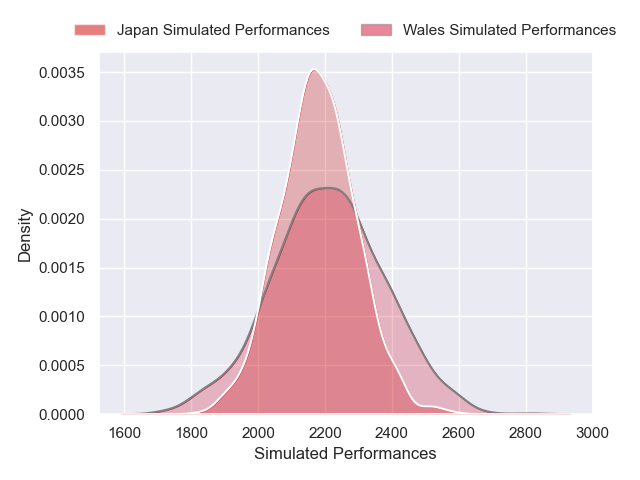 Japan Simulated Performances Wales Simulated Performances
0.0035
0.0030
0.0025
0.0020
0.0015
0.0010
0.0005
0.0000
Density
1600 1800 2000 2200 2400 2600 2800 3000
Simulated Performances